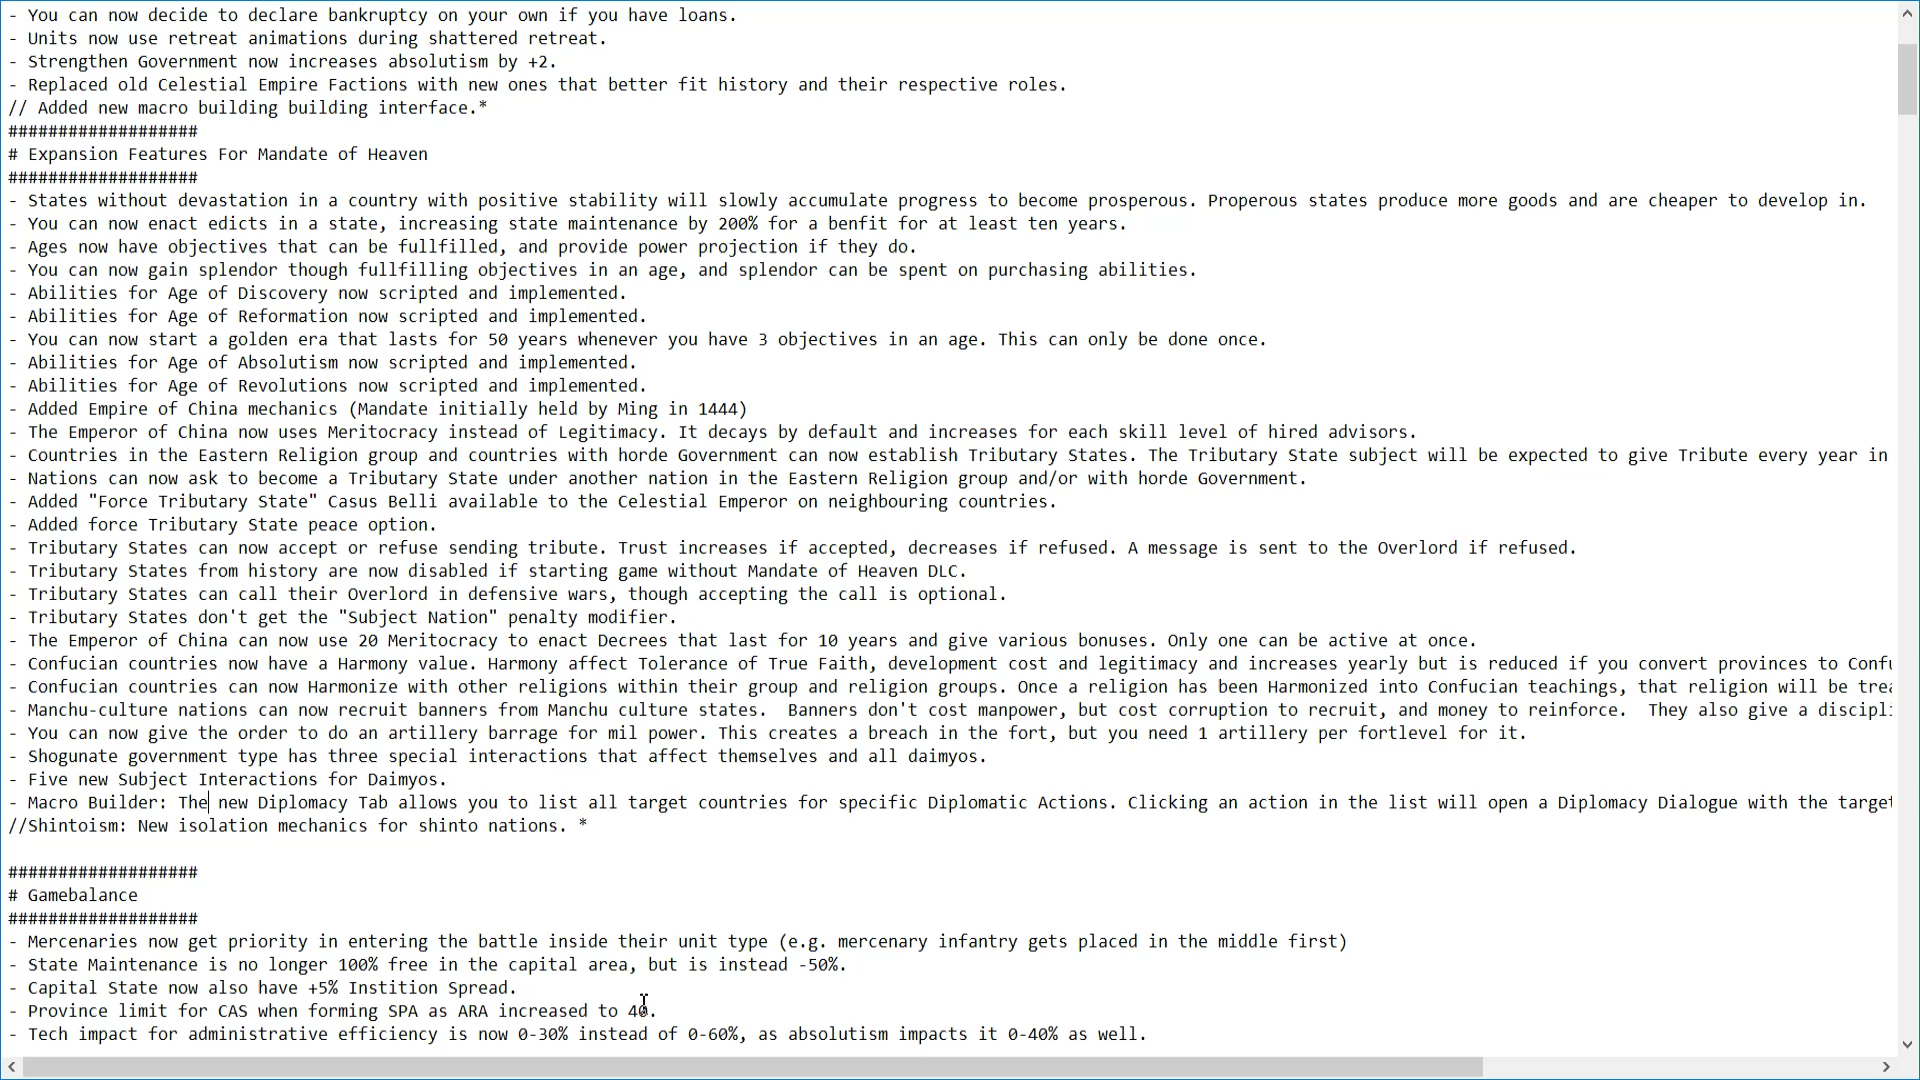 - You can now decide to declare bankruptcy on your own if you have loans.
- Units now use retreat animations during shattered retreat.
- Strengthen Government now increases absolutism by +2.
- Replaced old Celestial Empire Factions with new ones that better fit history and their respective roles.
// Added new macro building building interface.*
###################
# Expansion Features For Mandate of Heaven
###################
- States without devastation in a country with positive stability will slowly accumulate progress to become prosperous. Properous states produce more goods and are cheaper to develop in.
- You can now enact edicts in a state, increasing state maintenance by 200% for a benfit for at least ten years.
- Ages now have objectives that can be fullfilled, and provide power projection if they do.
- You can now gain splendor though fullfilling objectives in an age, and splendor can be spent on purchasing abilities.
- Abilities for Age of Discovery now scripted and implemented.
- Abilities for Age of Reformation now scripted and implemented.
- You can now start a golden era that lasts for 50 years whenever you have 3 objectives in an age. This can only be done once.
- Abilities for Age of Absolutism now scripted and implemented.
- Abilities for Age of Revolutions now scripted and implemented.
- Added Empire of China mechanics (Mandate initially held by Ming in 1444)
- The Emperor of China now uses Meritocracy instead of Legitimacy. It decays by default and increases for each skill level of hired advisors.
- Countries in the Eastern Religion group and countries with horde Government can now establish Tributary States. The Tributary State subject will be expected to give Tribute every year in
- Nations can now ask to become a Tributary State under another nation in the Eastern Religion group and/or with horde Government.
- Added "Force Tributary State" Casus Belli available to the Celestial Emperor on neighbouring countries.
- Added force Tributary State peace option.
- Tributary States can now accept or refuse sending tribute. Trust increases if accepted, decreases if refused. A message is sent to the Overlord if refused.
- Tributary States from history are now disabled if starting game without Mandate of Heaven DLC.
- Tributary States can call their Overlord in defensive wars, though accepting the call is optional.
- Tributary States don't get the "Subject Nation" penalty modifier.
- The Emperor of China can now use 20 Meritocracy to enact Decrees that last for 10 years and give various bonuses. Only one can be active at once.
- Confucian countries now have a Harmony value. Harmony affect Tolerance of True Faith, development cost and legitimacy and increases yearly but is reduced if you convert provinces to Confu
- Confucian countries can now Harmonize with other religions within their group and religion groups. Once a religion has been Harmonized into Confucian teachings, that religion will be trea
- Manchu-culture nations can now recruit banners from Manchu culture states.  Banners don't cost manpower, but cost corruption to recruit, and money to reinforce.  They also give a discipli
- You can now give the order to do an artillery barrage for mil power. This creates a breach in the fort, but you need 1 artillery per fortlevel for it.
- Shogunate government type has three special interactions that affect themselves and all daimyos.
- Five new Subject Interactions for Daimyos.
- Macro Builder: The new Diplomacy Tab allows you to list all target countries for specific Diplomatic Actions. Clicking an action in the list will open a Diplomacy Dialogue with the target
//Shintoism: New isolation mechanics for shinto nations. *
###################
# Gamebalance
###################
- Mercenaries now get priority in entering the battle inside their unit type (e.g. mercenary infantry gets placed in the middle first)
- State Maintenance is no longer 100% free in the capital area, but is instead -50%.
- Capital State now also have +5% Instition Spread.
- Province limit for CAS when forming SPA as ARA increased to 40.
- Tech impact for administrative efficiency is now 0-30% instead of 0-60%, as absolutism impacts it 0-40% as well.